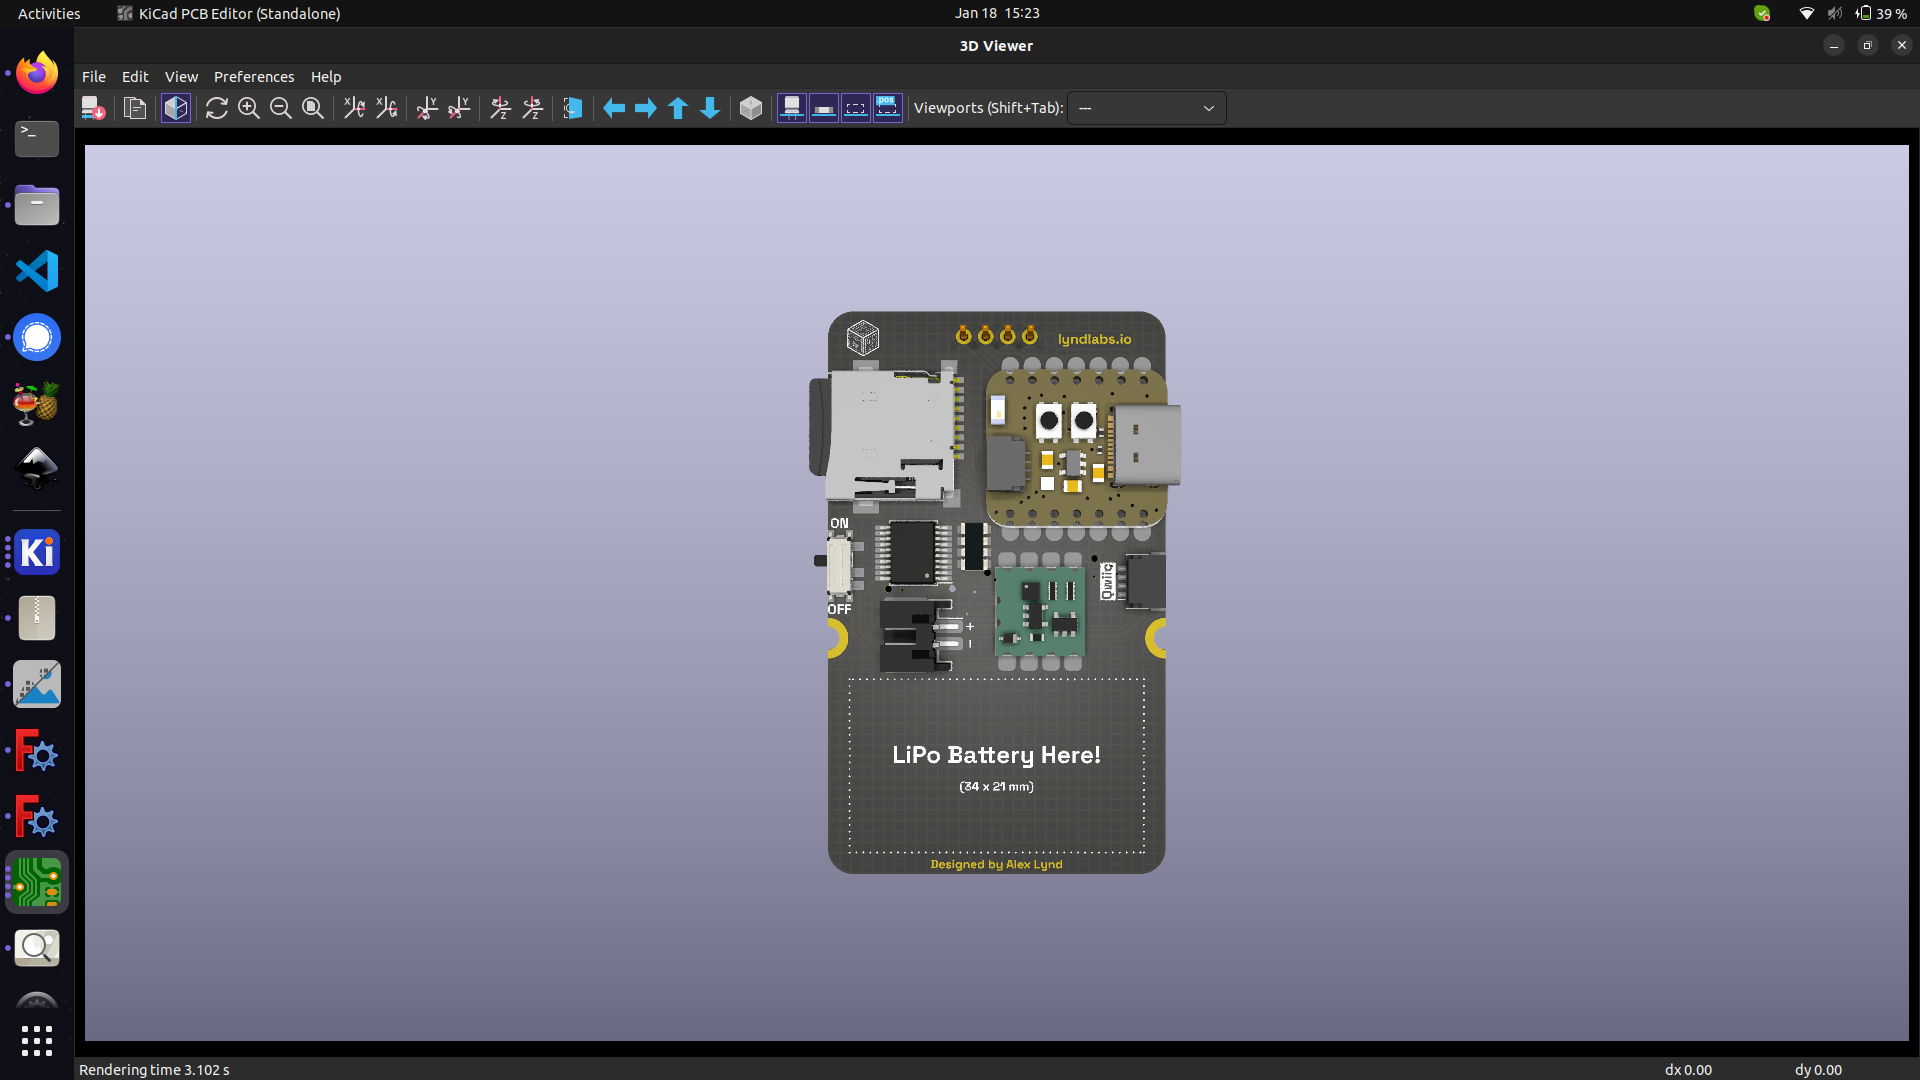 Activities
KiCad PCB Editor (Standalone)
Jan 18 15:23
39 %
3D Viewer
File Edit View Preferences Help
Viewports (Shift+Tab): ---
lyndlabs.io
ON
OFF
Qwiic
+
LiPo Battery Here!
(34 x 21 mm)
Designed by Alex Lynd
Rendering time 3.102 s
dx 0.00
dy 0.00
X
X
Y
Y
Z
Z
.pos
>_
Ki
F
F